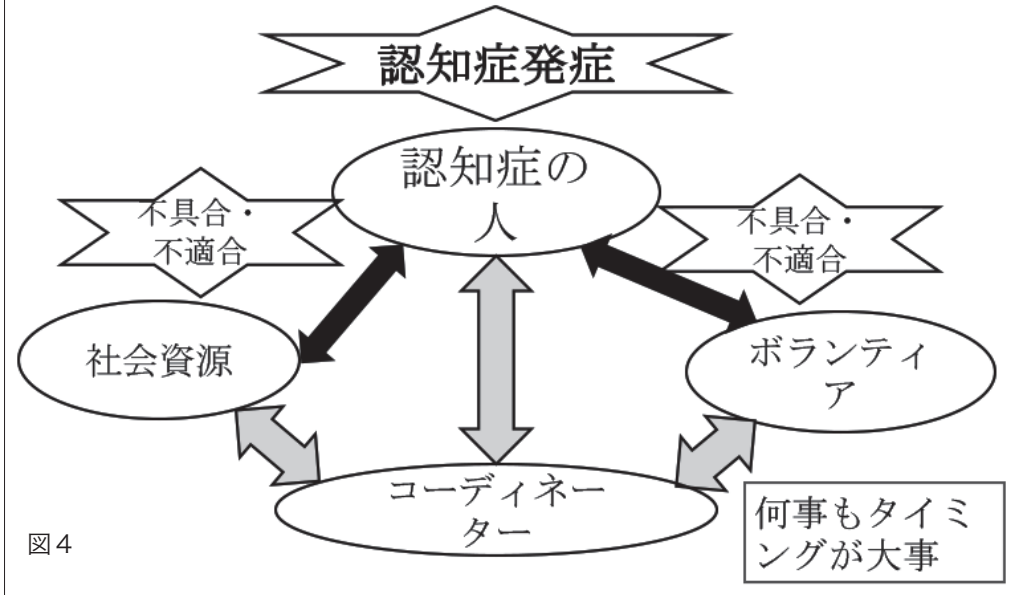 認知症発症
認知症の
人
不具合・
不適合
不具合・
不適合
社会資源
ボランティ
ア
コーディネー
ター
何事もタイミ
ングが大事
図４